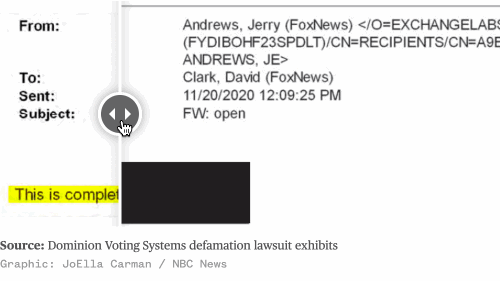 From: Andrews, Jerry (FoxNews) </O=EXCHANGELABS
(FYDIBOHF23SPDLT)/CN=RECIPIENTS/CN=A9E
ANDREWS, JE>
To: Clark, David (FoxNews)
Sent: 11/20/2020 12:09:25 PM
Subject: FW: open
This is complet
Source: Dominion Voting Systems defamation lawsuit exhibits
Graphic: JoElla Carman / NBC News